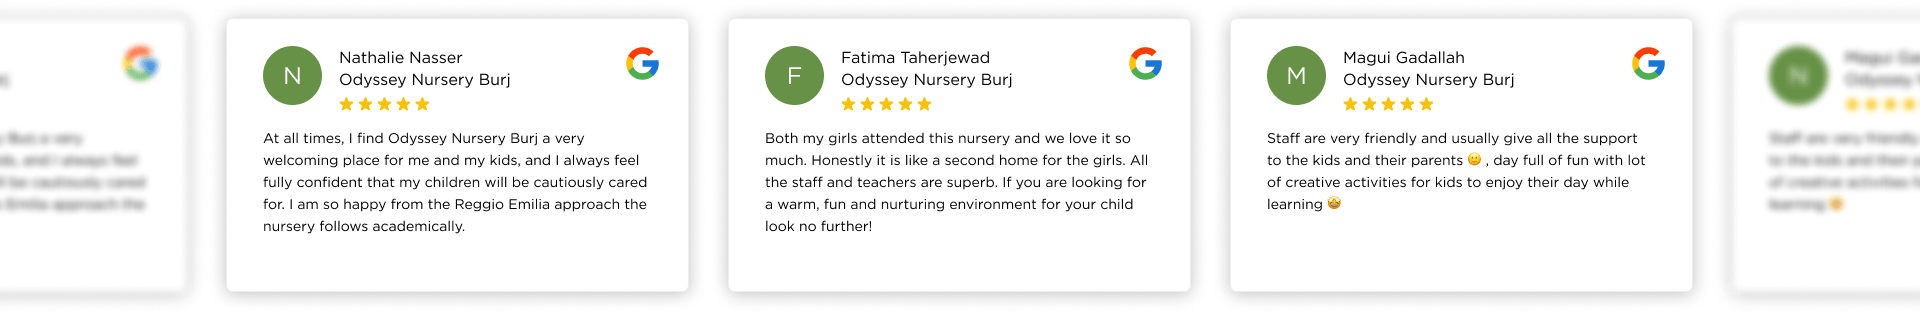 N
Nathalie Nasser
Odyssey Nursery Burj
At all times, I find Odyssey Nursery Burj a very
welcoming place for me and my kids, and I always feel
fully confident that my children will be cautiously cared
for. I am so happy from the Reggio Emilia approach the
nursery follows academically.
F
Fatima Taherjewad
Odyssey Nursery Burj
Both my girls attended this nursery and we love it so
much. Honestly it is like a second home for the girls. All
the staff and teachers are superb. If you are looking for
a warm, fun and nurturing environment for your child
look no further!
M
Magui Gadallah
Odyssey Nursery Burj
Staff are very friendly and usually give all the support
to the kids and their parents 🙂 , day full of fun with lot
of creative activities for kids to enjoy their day while
learning 🤩